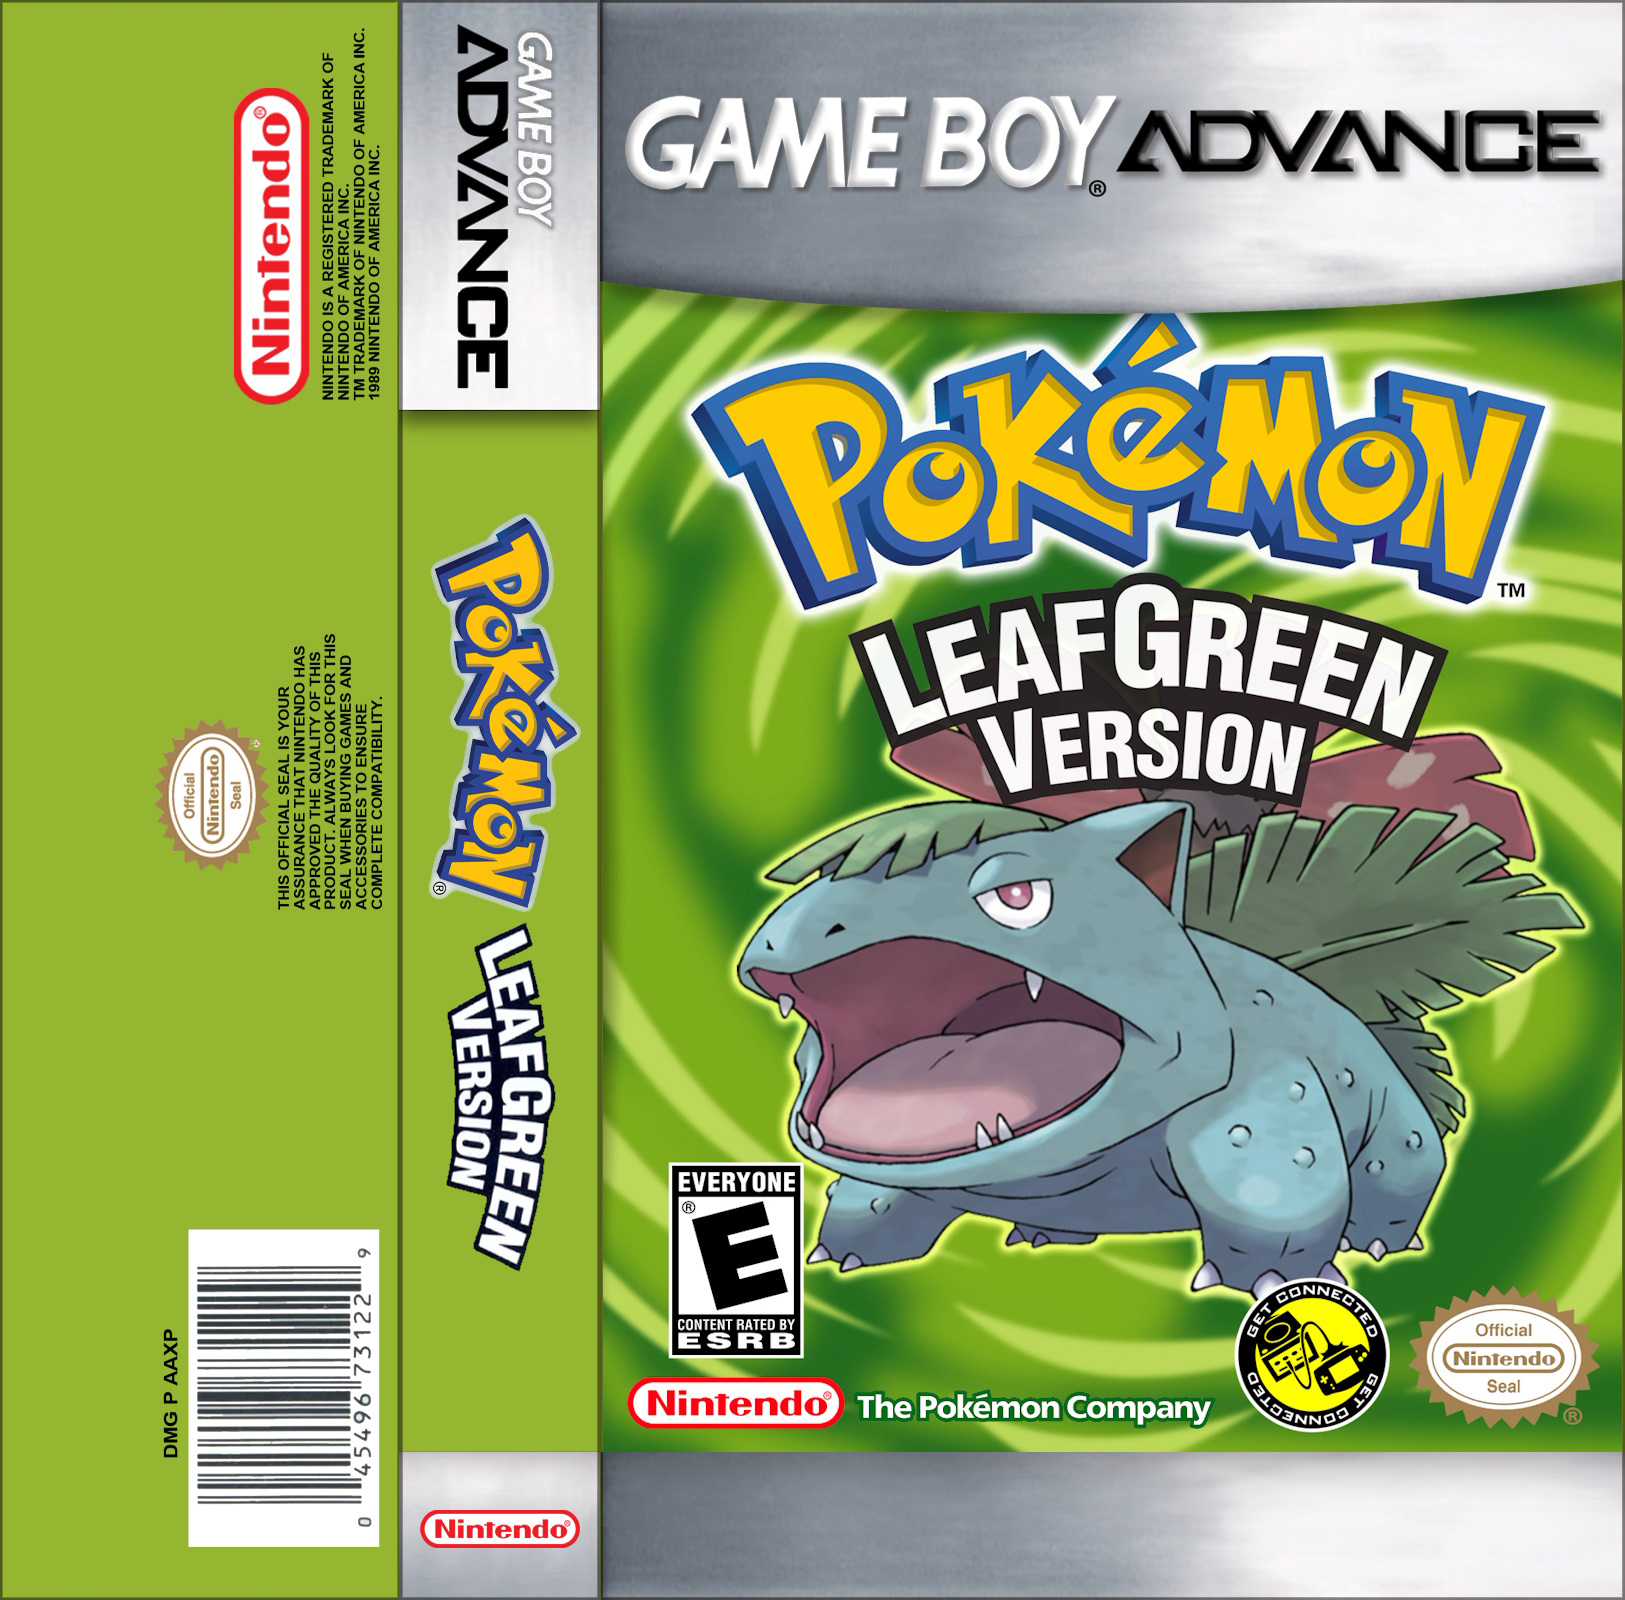 Nintendo®
NINTENDO IS A REGISTERED TRADEMARK OF
NINTENDO OF AMERICA INC.
TM TRADEMARK OF NINTENDO OF AMERICA INC.
1989 NINTENDO OF AMERICA INC.
Official
Nintendo
Seal
THIS OFFICIAL SEAL IS YOUR
ASSURANCE THAT NINTENDO HAS
APPROVED THE QUALITY OF THIS
PRODUCT. ALWAYS LOOK FOR THIS
SEAL WHEN BUYING GAMES AND
ACCESSORIES TO ENSURE
COMPLETE COMPATIBILITY.
DMG P AAXP
0 45496 73122 9
GAME BOY
ADVANCE
POKéMON®
LEAFGREEN
VERSION
Nintendo®
GAME BOY® ADVANCE
POKéMON™
LEAFGREEN
VERSION
EVERYONE
®
E
CONTENT RATED BY
ESRB
Nintendo® The Pokémon Company
GET CONNECTED
GET CONNECTED
Official
Nintendo
Seal
®